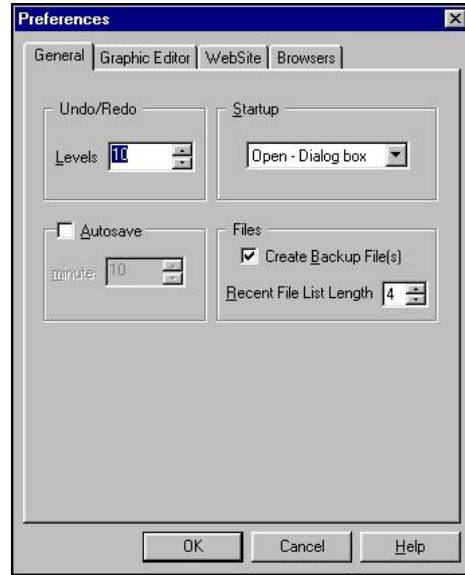 Preferences
General Graphic Editor WebSite Browsers
Undo/Redo
Levels 10
Startup
Open - Dialog box
Autosave
minute 10
Files
Create Backup File(s)
Recent File List Length 4
OK Cancel Help